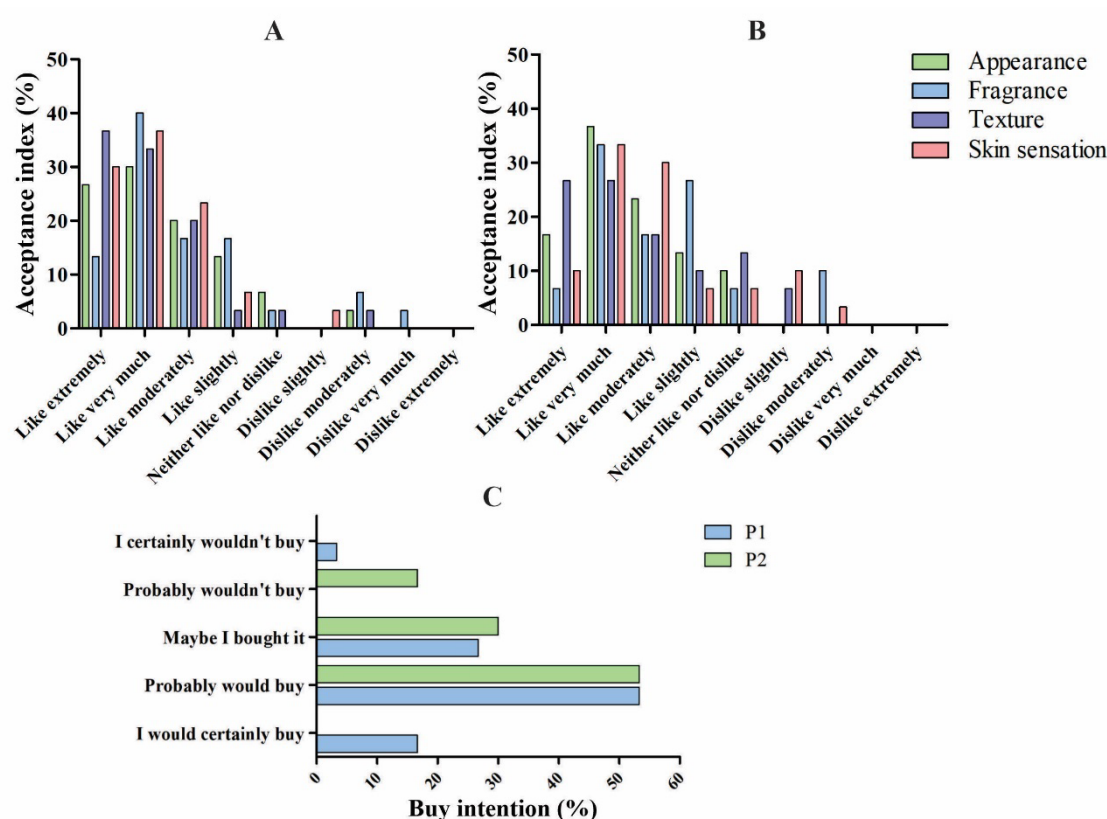 A
Acceptance index (%)
50
40
30
20
10
0
Like extremely
Like very much
Like moderately
Like slightly
Neither like nor dislike
Dislike slightly
Dislike moderately
Dislike very much
Dislike extremely
B
Acceptance index (%)
50
40
30
20
10
0
Like extremely
Like very much
Like moderately
Like slightly
Neither like nor dislike
Dislike slightly
Dislike moderately
Dislike very much
Dislike extremely
Appearance
Fragrance
Texture
Skin sensation
C
I certainly wouldn't buy
Probably wouldn't buy
Maybe I bought it
Probably would buy
I would certainly buy
0
10
20
30
40
50
60
Buy intention (%)
P1
P2